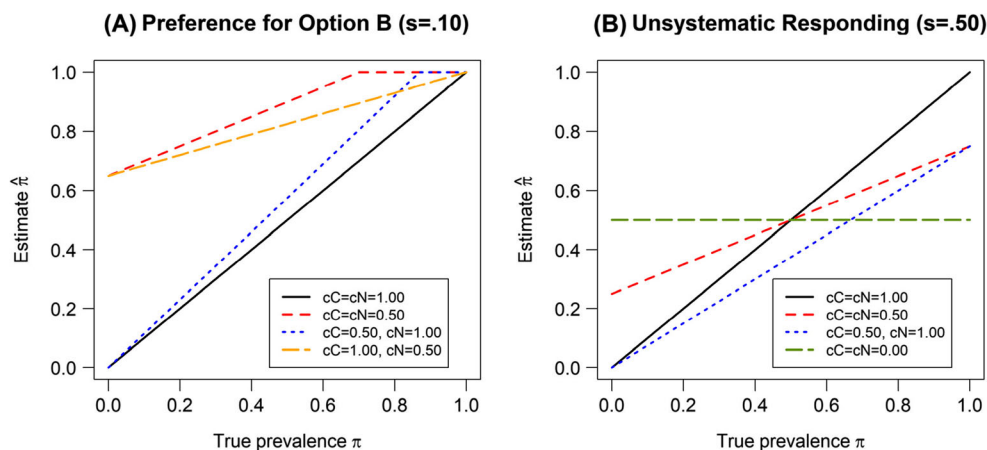 (A) Preference for Option B (s=.10)
Estimate π̂
1.0
0.8
0.6
0.4
0.2
0.0
cC=cN=1.00
cC=cN=0.50
cC=0.50, cN=1.00
cC=1.00, cN=0.50
0.0 0.2 0.4 0.6 0.8 1.0
True prevalence π
(B) Unsystematic Responding (s=.50)
Estimate π̂
1.0
0.8
0.6
0.4
0.2
0.0
cC=cN=1.00
cC=cN=0.50
cC=0.50, cN=1.00
cC=cN=0.00
0.0 0.2 0.4 0.6 0.8 1.0
True prevalence π